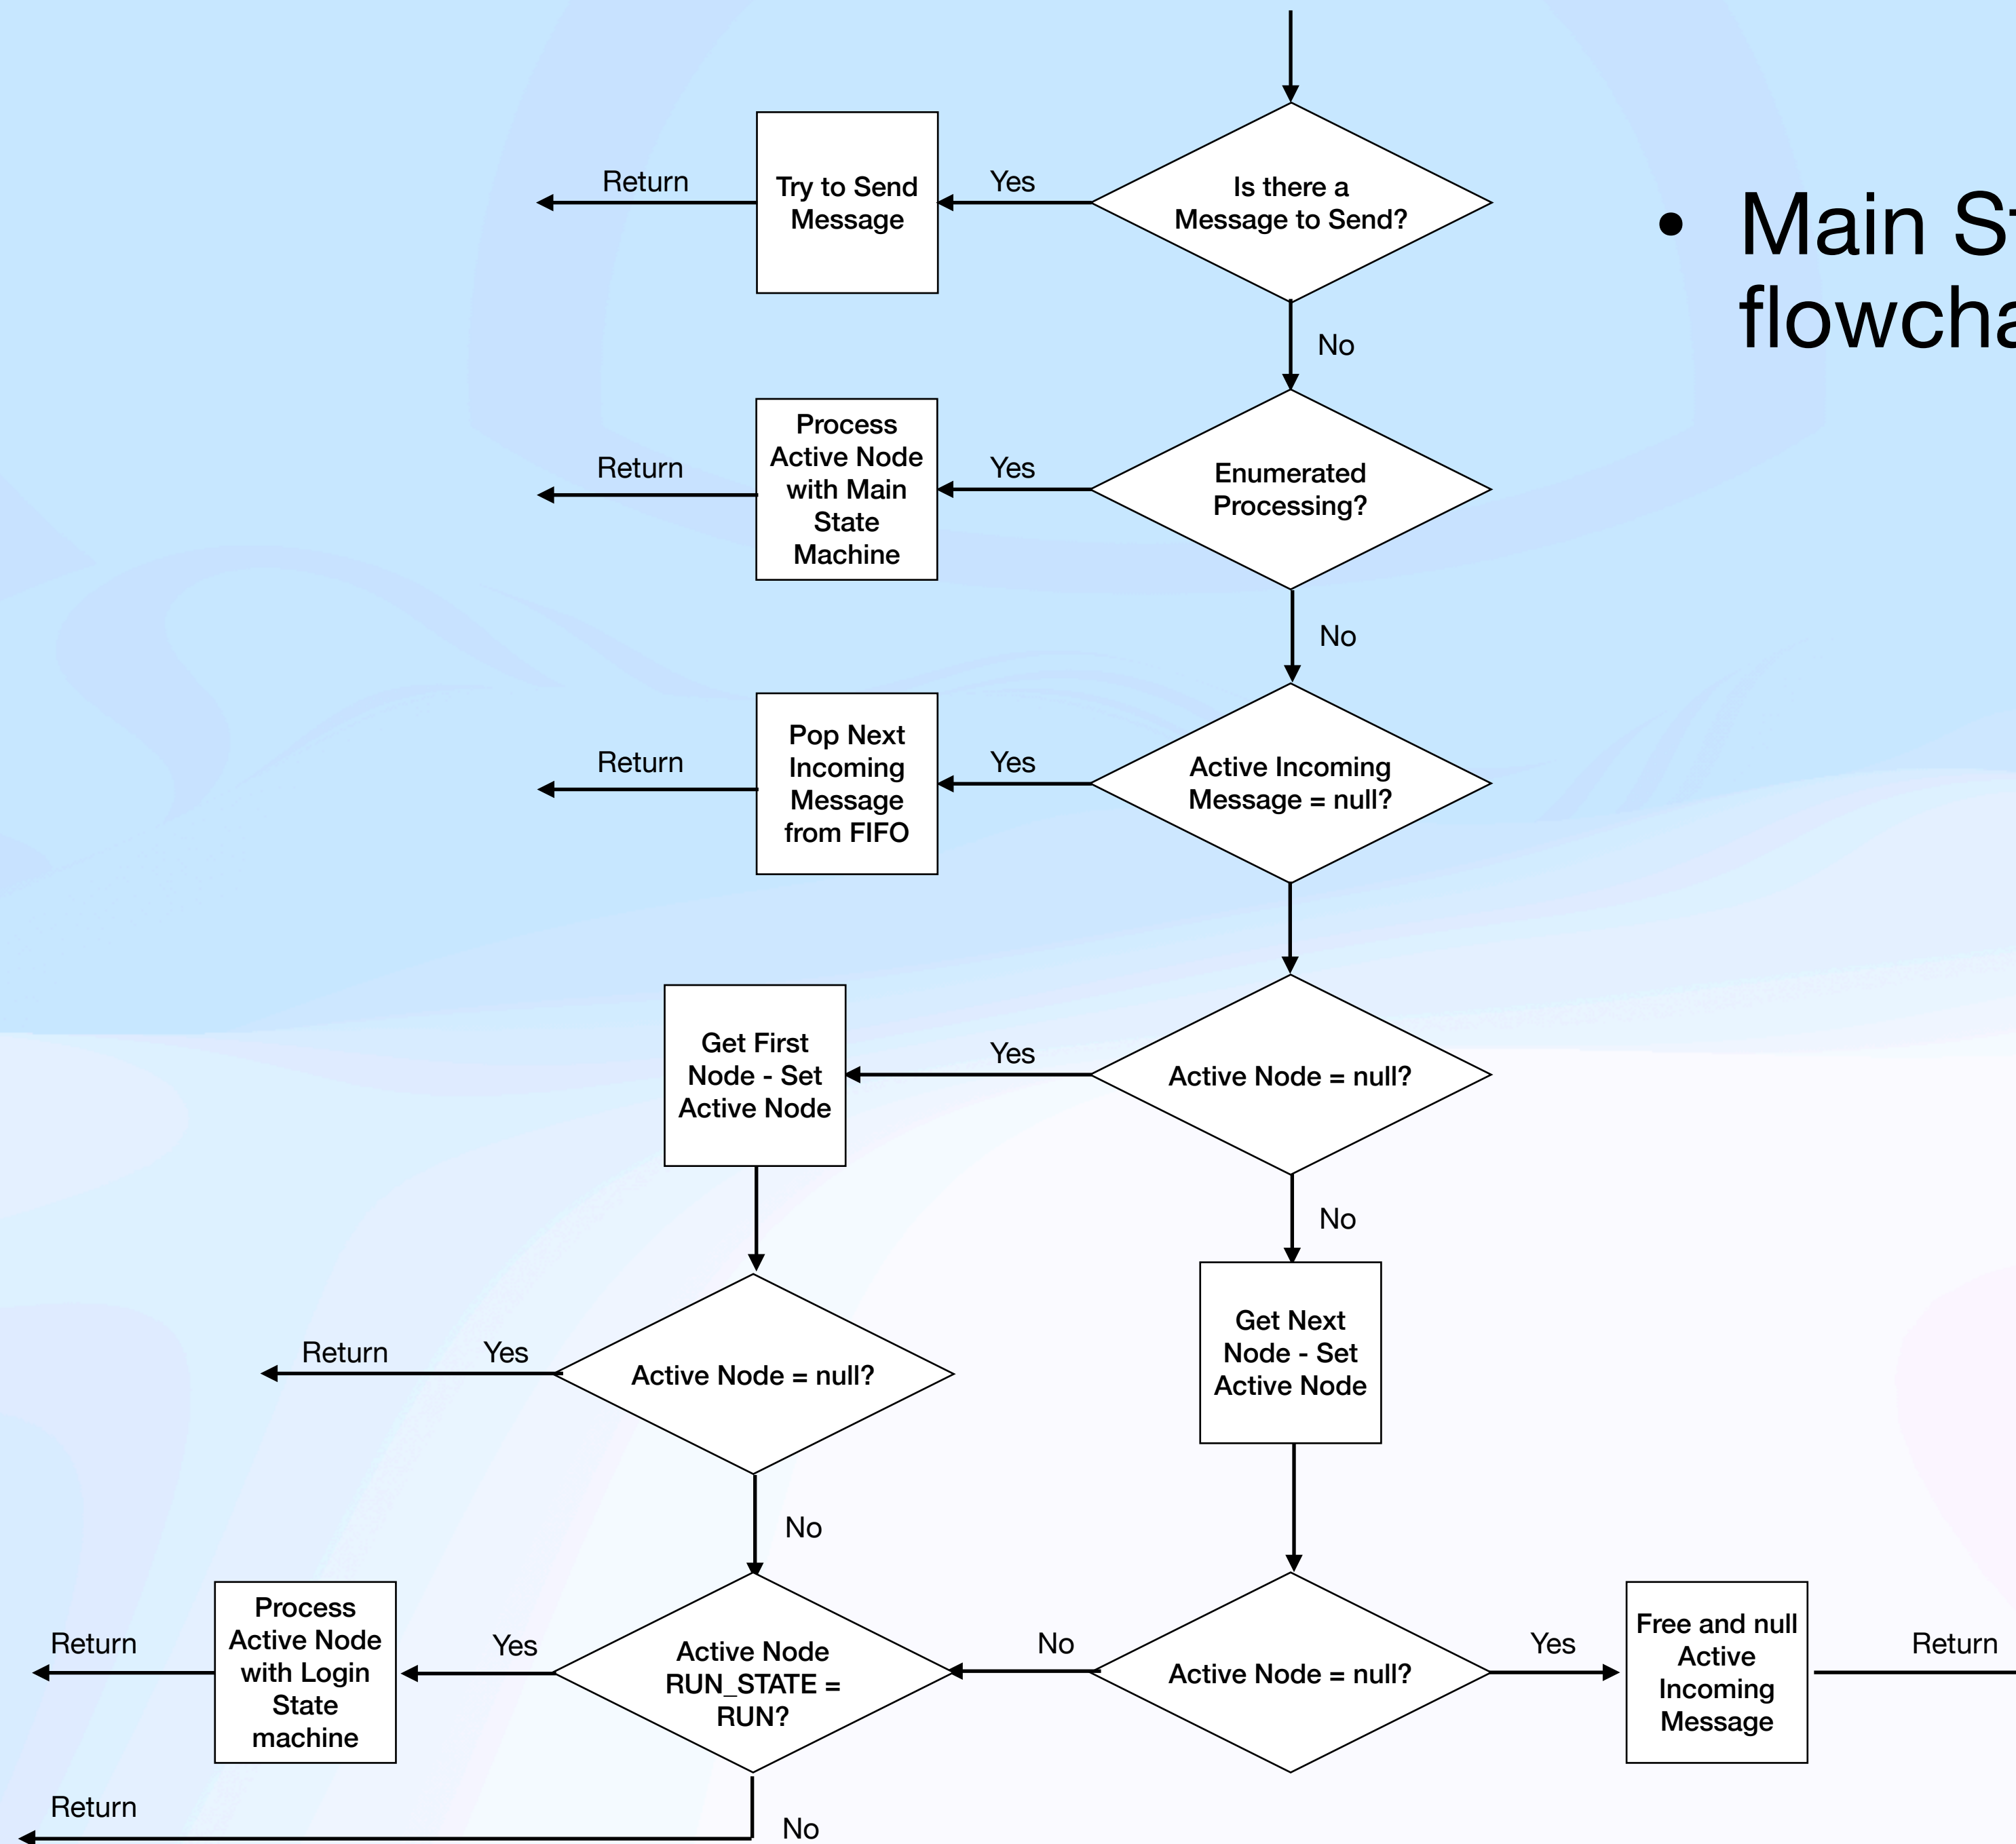 Is there a
Message to Send?
Yes
Try to Send
Message
Return
• Main S
flowcha
No
Enumerated
Processing?
Yes
Process
Active Node
with Main
State
Machine
Return
No
Active Incoming
Message = null?
Yes
Pop Next
Incoming
Message
from FIFO
Return
Active Node = null?
Yes
Get First
Node - Set
Active Node
No
Get Next
Node - Set
Active Node
Active Node = null?
Yes
Return
No
Active Node = null?
No
Yes
Free and null
Active
Incoming
Message
Return
Active Node
RUN_STATE =
RUN?
Yes
Process
Active Node
with Login
State
machine
Return
No
Return